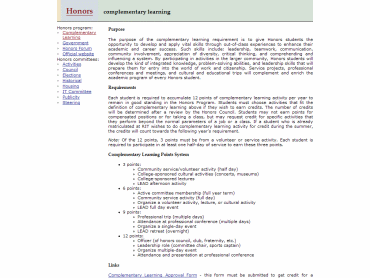 Honors
complementary learning
Honors program:
Complementary
Learning
Government
Honors Forum
Official website
Honors committees:
Activities
Council
Elections
Historian
Housing
IT Committee
Publicity
Steering
Purpose
The purpose of the complementary learning requirement is to give Honors students the
opportunity to develop and apply vital skills through out-of-class experiences to enhance their
academic and career success. Such skills include: leadership, teamwork, communication,
community involvement, appreciation of diversity, critical thinking, and comprehending and
influencing a system. By participating in activities in the larger community, Honors students will
develop the kind of integrated knowledge, problem-solving abilities, and leadership skills that will
prepare them for entry into the world of work and citizenship. Service projects, professional
conferences and meetings, and cultural and educational trips will complement and enrich the
academic program of every Honors student.
Requirements
Each student is required to accumulate 12 points of complementary learning activity per year to
remain in good standing in the Honors Program. Students must choose activities that fit the
definition of complementary learning above if they wish to earn credits. The number of credits
will be determined after a review by the Honors Council. Students may not earn points for
compensated positions or for taking a class, but may request credit for specific activities that
they perform beyond the normal parameters of a job or a class. If a student who is already
matriculated at RIT wishes to do complementary learning activity for credit during the summer,
the credits will count towards the following year's requirement.
Note: Of the 12 points, 3 points must be from a volunteer or service activity. Each student is
required to participate in at least one half-day of service to earn these three points.
Complementary Learning Points System
3 points:
Community service/volunteer activity (half day)
College-sponsored cultural activities (concerts, museums)
College-sponsored lectures
LEAD afternoon activity
6 points:
Active committee membership (full year term)
Community service activity (full day)
Organize a volunteer activity, lecture, or cultural activity
LEAD full day event
9 points:
Professional trip (multiple days)
Attendance at professional conference (multiple days)
Organize a single-day event
LEAD retreat (overnight)
12 points:
Officer (of honors council, club, fraternity, etc.)
Leadership role (committee chair, sports captain)
Organize multiple-day event
Attendance and presentation at professional conference
Links
Complementary Learning Approval Form - this form must be submitted to get credit for a